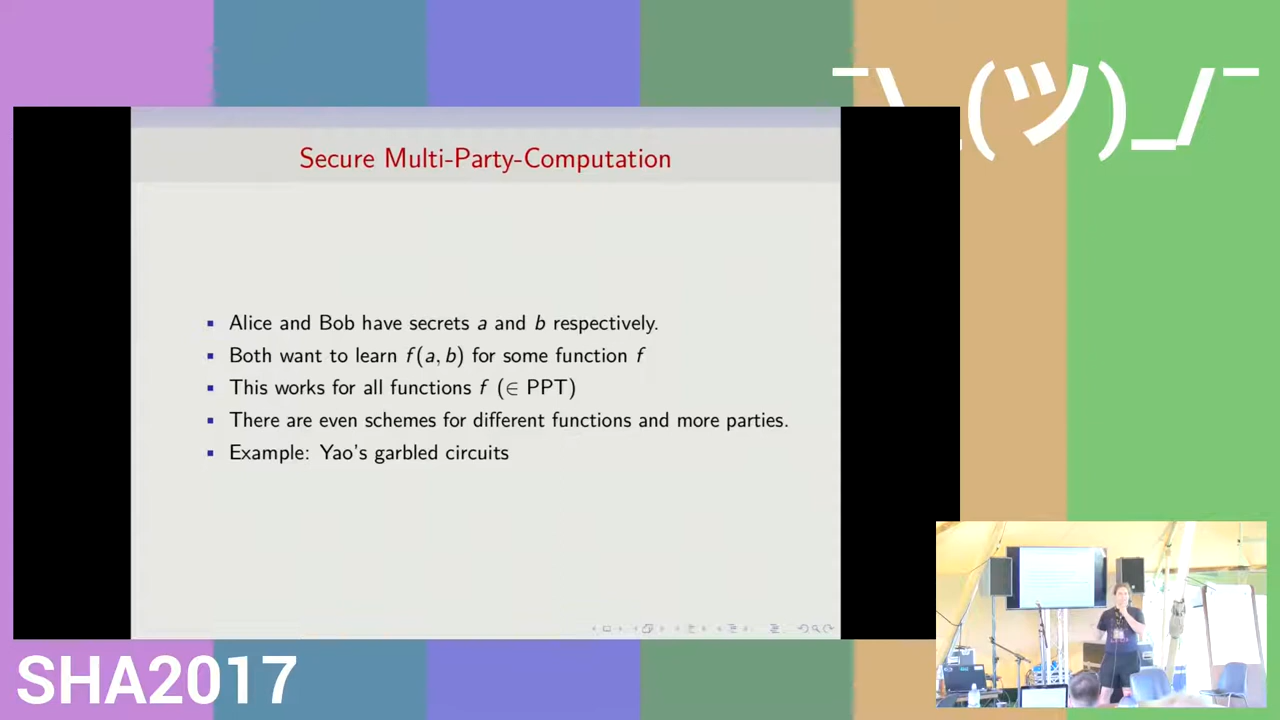 ¯\_(ツ)_/¯
Secure Multi-Party-Computation
Alice and Bob have secrets a and b respectively.
Both want to learn f(a, b) for some function f
This works for all functions f (∈ PPT)
There are even schemes for different functions and more parties.
Example: Yao's garbled circuits
SHA2017